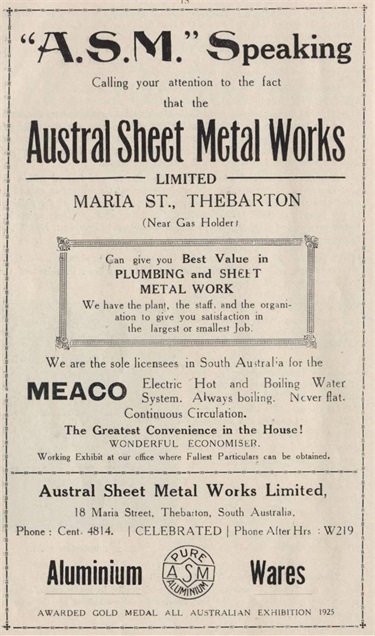 "A.S.M." Speaking
Calling your attention to the fact
that the
Austral Sheet Metal Works
LIMITED
MARIA ST., THEBARTON
(Near Gas Holder)
Can give you Best Value in
PLUMBING and SHEET
METAL WORK
We have the plant, the staff, and the organi-
ation to give you satisfaction in
the largest or smallest Job.
We are the sole licensees in South Australia for the
MEACO Electric Hot and Boiling Water
System. Always boiling. Never flat.
Continuous Circulation.
The Greatest Convenience in the House!
WONDERFUL ECONOMISER.
Working Exhibit at our office where Fullest Particulars can be obtained.
Austral Sheet Metal Works Limited,
18 Maria Street, Thebarton, South Australia.
Phone : Cent. 4814. | CELEBRATED | Phone After Hrs : W219
Aluminium PURE ASM ALUMINIUM Wares
AWARDED GOLD MEDAL ALL AUSTRALIAN EXHIBITION 1925